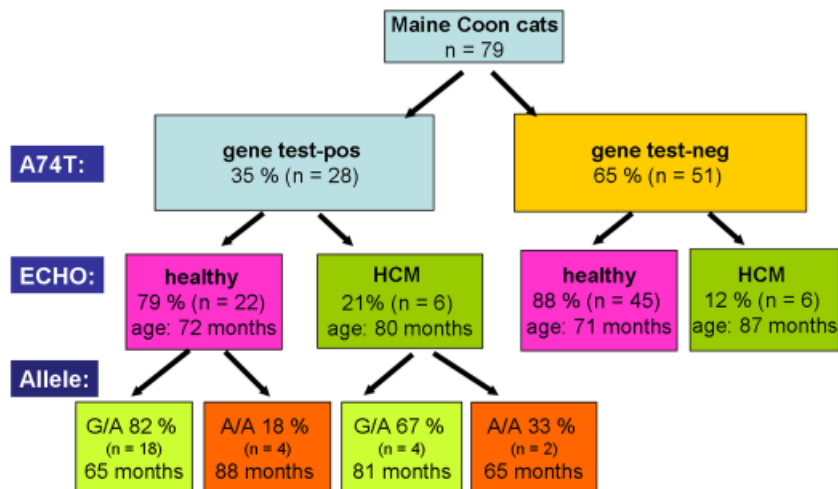 Maine Coon cats
n = 79
A74T:
gene test-pos
35 % (n = 28)
gene test-neg
65 % (n = 51)
ECHO:
healthy
79 % (n = 22)
age: 72 months
HCM
21% (n = 6)
age: 80 months
healthy
88 % (n = 45)
age: 71 months
HCM
12 % (n = 6)
age: 87 months
Allele:
G/A 82 %
(n = 18)
65 months
A/A 18 %
(n = 4)
88 months
G/A 67 %
(n = 4)
81 months
A/A 33 %
(n = 2)
65 months